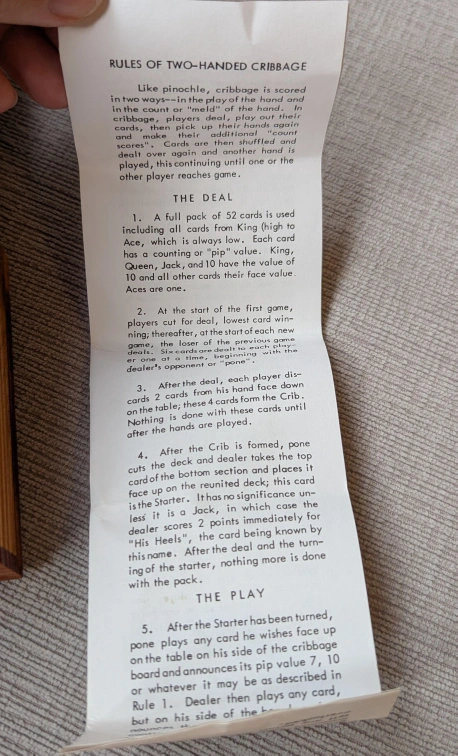 RULES OF TWO-HANDED CRIBBAGE
Like pinochle, cribbage is scored
in two ways--in the play of the hand and
in the count or "meld" of the hand. In
cribbage, players deal, play out their
cards, then pick up their hands again
and make their additional "count
scores". Cards are then shuffled and
dealt over again and another hand is
played, this continuing until one or the
other player reaches game.
THE DEAL
1. A full pack of 52 cards is used
including all cards from King (high to
Ace, which is always low. Each card
has a counting or "pip" value. King,
Queen, Jack, and 10 have the value of
10 and all other cards their face value.
Aces are one.
2. At the start of the first game,
players cut for deal, lowest card win-
ning; thereafter, at the start of each new
game, the loser of the previous game
deals. Six cards are dealt to each play-
er one at a time, beginning with the
dealer's opponent or "pone".
3. After the deal, each player dis-
cards 2 cards from his hand face down
on the table; these 4 cards form the Crib.
Nothing is done with these cards until
after the hands are played.
4. After the Crib is formed, pone
cuts the deck and dealer takes the top
card of the bottom section and places it
face up on the reunited deck; this card
is the Starter. It has no significance un-
less it is a Jack, in which case the
dealer scores 2 points immediately for
"His Heels", the card being known by
this name. After the deal and the turn-
ing of the starter, nothing more is done
with the pack.
THE PLAY
5. After the Starter has been turned,
pone plays any card he wishes face up
on the table on his side of the cribbage
board and announces its pip value 7, 10
or whatever it may be as described in
Rule 1. Dealer then plays any card,
but on his side of the